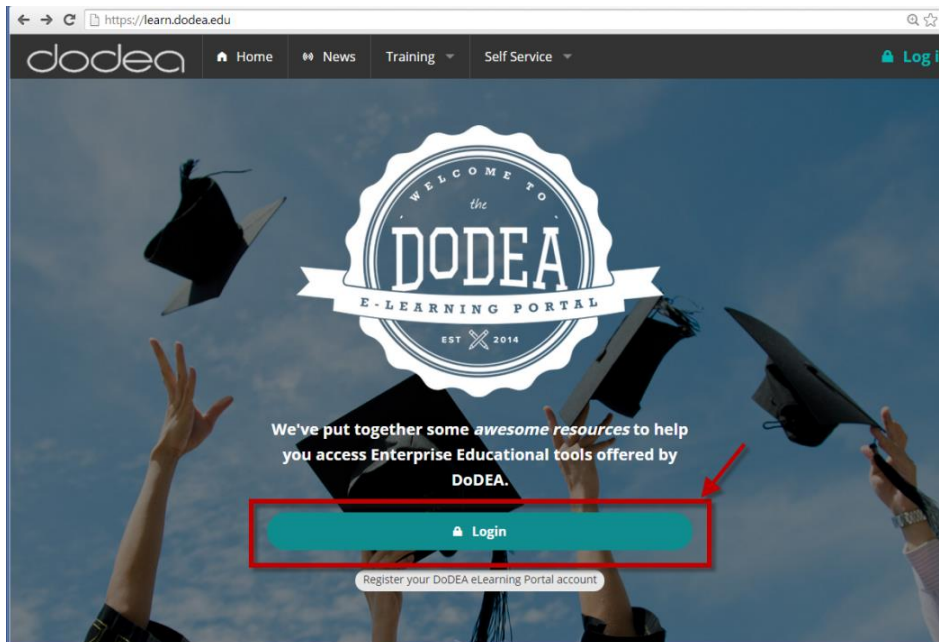 https://learn.dodea.edu
dodea Home News Training Self Service Log i
WELCOME TO
the
DODEA
E-LEARNING PORTAL
EST 2014
We've put together some awesome resources to help
you access Enterprise Educational tools offered by
DoDEA.
Login
Register your DoDEA eLearning Portal account